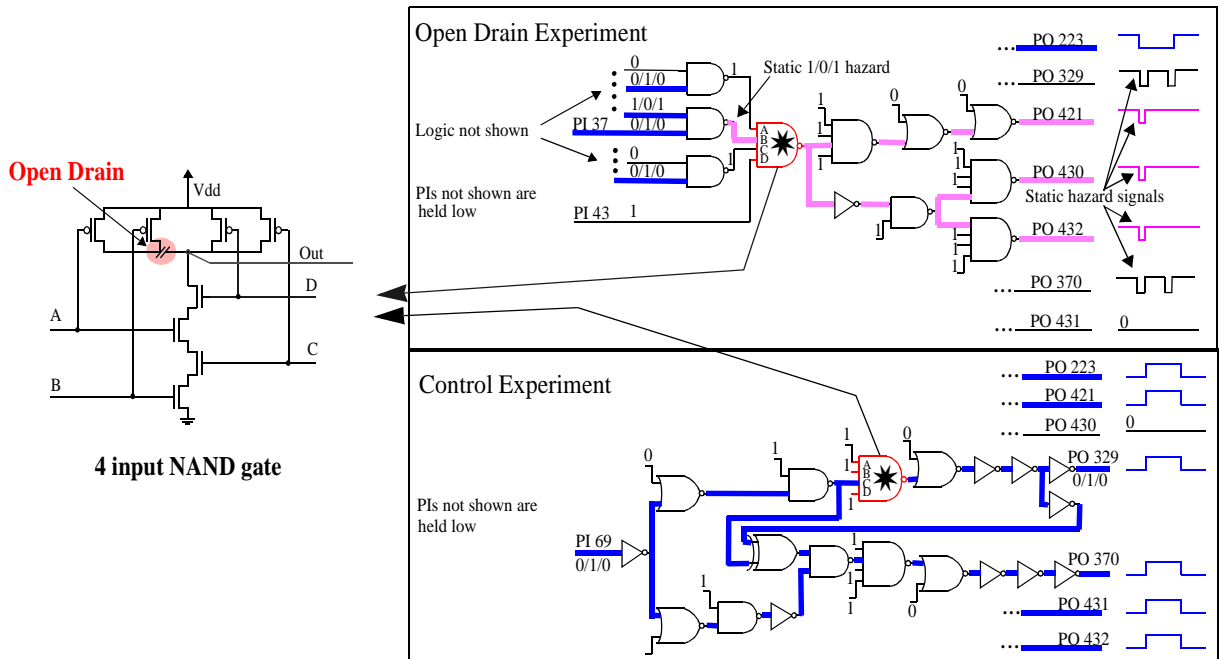 Open Drain
Vdd
Out
D
A
C
B
4 input NAND gate
Open Drain Experiment
0
0/1/0
1
Static 1/0/1 hazard
1/0/1
PI 37
0/1/0
Logic not shown
0
0/1/0
1
PIs not shown are
held low
PI 43
1
A
B
C
D
1
1
1
0
0
1
1
1
1
1
1
... PO 223
... PO 329
0
PO 421
PO 430
Static hazard signals
PO 432
... PO 370
... PO 431
0
Control Experiment
... PO 223
... PO 421
... PO 430
0
PIs not shown are
held low
PI 69
0/1/0
0
1
1
1
1
A
B
C
D
0
PO 329
0/1/0
1
1
1
1
1
0
PO 370
... PO 431
... PO 432